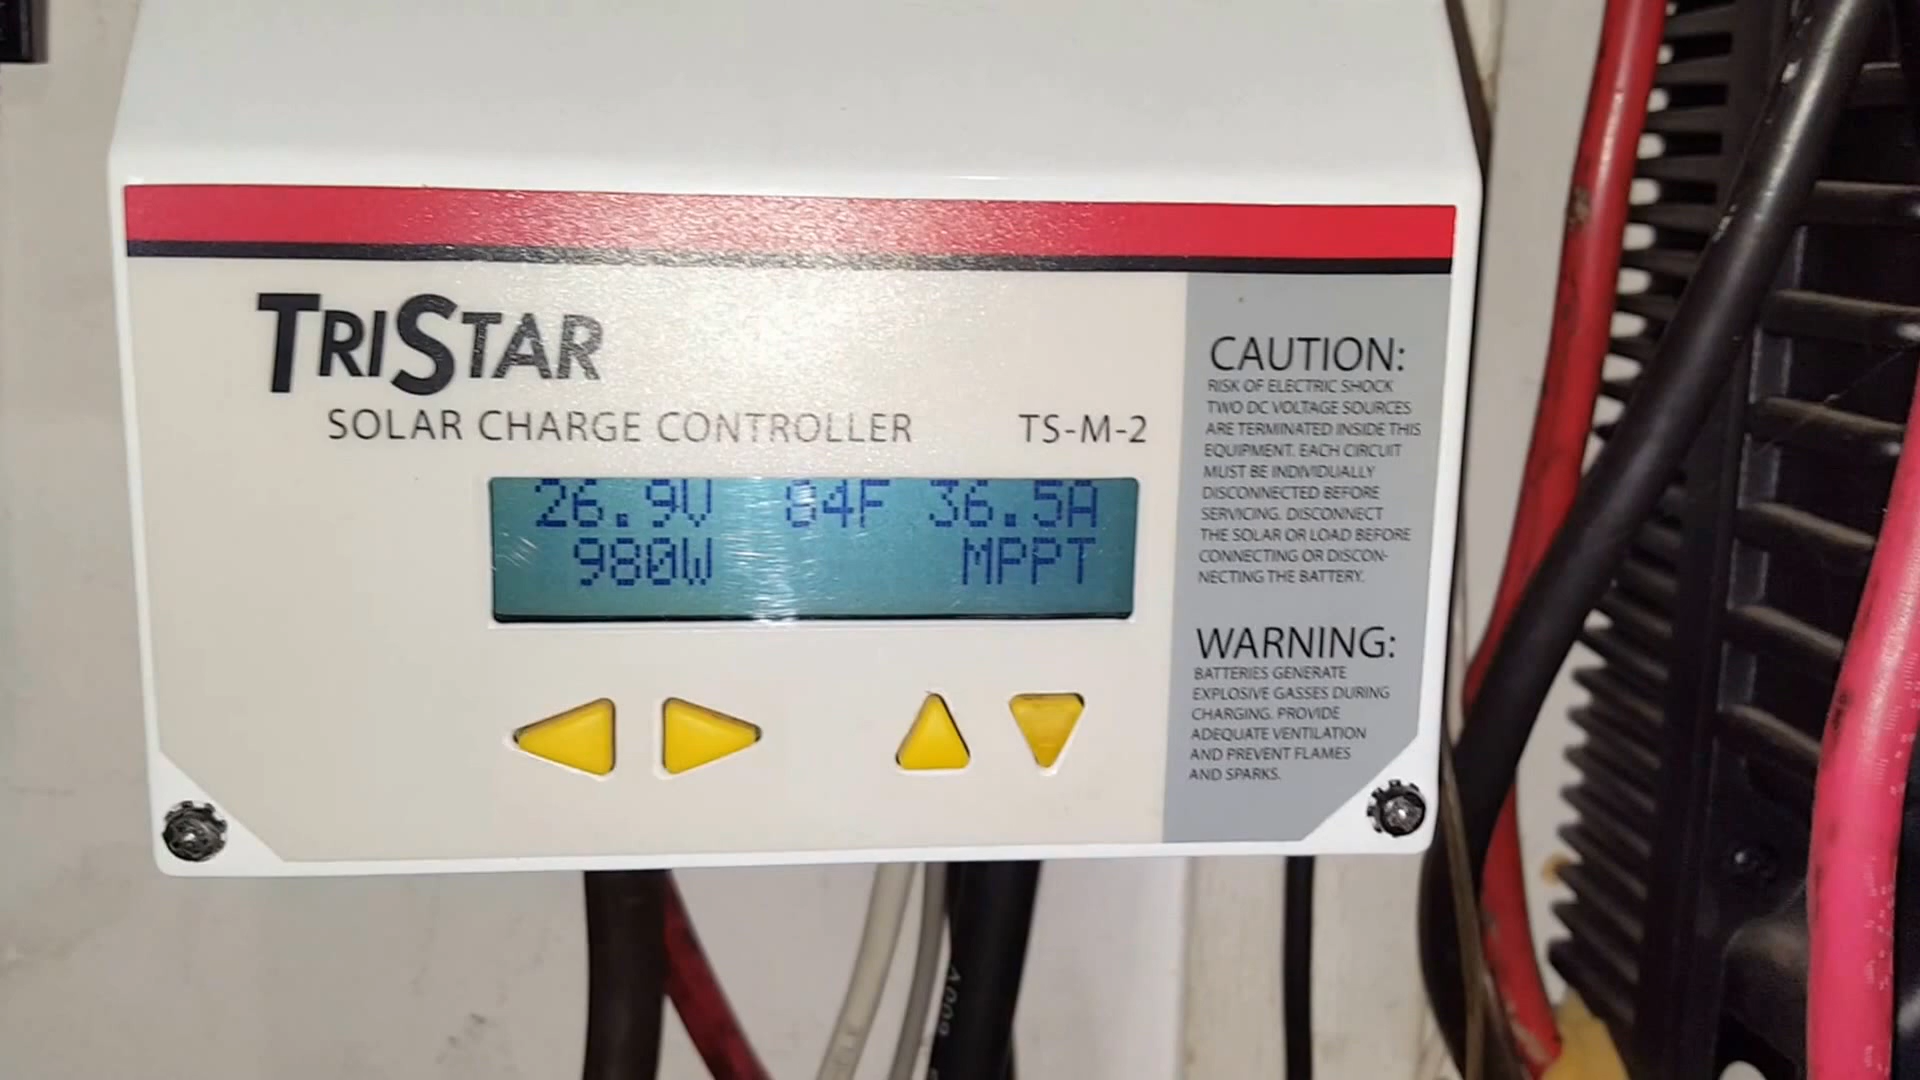 TRISTAR
SOLAR CHARGE CONTROLLER TS-M-2
26.9V 84F 36.5A
980W MPPT
CAUTION:
RISK OF ELECTRIC SHOCK
TWO DC VOLTAGE SOURCES
ARE TERMINATED INSIDE THIS
EQUIPMENT. EACH CIRCUIT
MUST BE INDIVIDUALLY
DISCONNECTED BEFORE
SERVICING. DISCONNECT
THE SOLAR OR LOAD BEFORE
CONNECTING OR DISCON-
NECTING THE BATTERY.
WARNING:
BATTERIES GENERATE
EXPLOSIVE GASSES DURING
CHARGING. PROVIDE
ADEQUATE VENTILATION
AND PREVENT FLAMES
AND SPARKS.